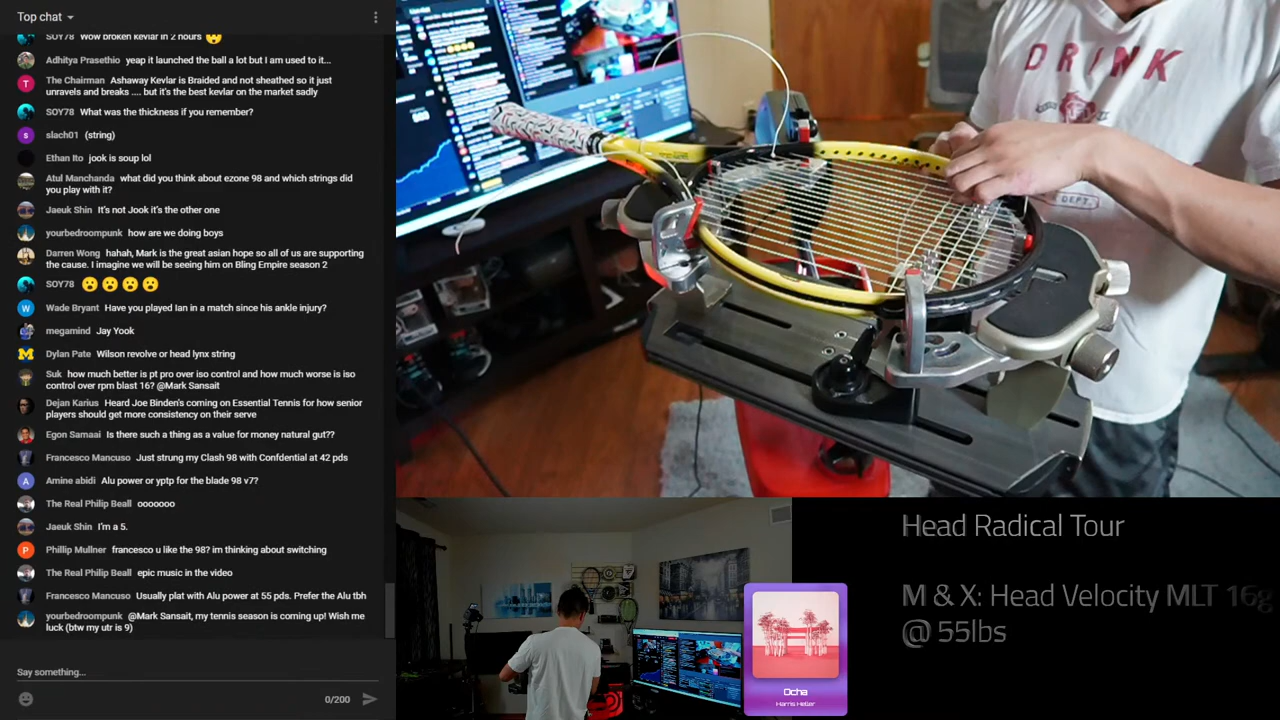 Top chat
SOY78 Wow broken kevlar in 2 hours
Adhitya Prasethio yeap it launched the ball a lot but I am used to it...
The Chairman Ashaway Kevlar is Braided and not sheathed so it just
unravels and breaks .... but it's the best kevlar on the market sadly
SOY78 What was the thickness if you remember?
slach01 (string)
Ethan Ito jook is soup lol
Atul Manchanda what did you think about ezone 98 and which strings did
you play with it?
Jaeuk Shin It's not Jook it's the other one
yourbedroompunk how are we doing boys
Darren Wong hahah, Mark is the great asian hope so all of us are supporting
the cause. I imagine we will be seeing him on Bling Empire season 2
SOY78 😮 😮 😮 😮
Wade Bryant Have you played Ian in a match since his ankle injury?
megamind Jay Yook
Dylan Pate Wilson revolve or head lynx string
Suk how much better is pt pro over iso control and how much worse is iso
control over rpm blast 16? @Mark Sansait
Dejan Karius Heard Joe Binden's coming on Essential Tennis for how senior
players should get more consistency on their serve
Egon Samaai Is there such a thing as a value for money natural gut??
Francesco Mancuso Just strung my Clash 98 with Confdential at 42 pds
Amine abidi Alu power or yptp for the blade 98 v7?
The Real Philip Beall ooooooo
Jaeuk Shin I'm a 5.
Phillip Mullner francesco u like the 98? im thinking about switching
The Real Philip Beall epic music in the video
Francesco Mancuso Usually plat with Alu power at 55 pds. Prefer the Alu tbh
yourbedroompunk @Mark Sansait, my tennis season is coming up! Wish me
luck (btw my utr is 9)
Say something...
0/200
DRINK
DEPT.
Head Radical Tour
M & X: Head Velocity MLT 16g
@ 55lbs
Ocha
Harris Heller